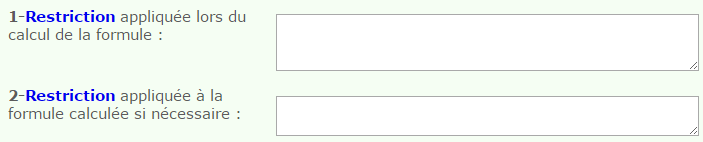 1-Restriction appliquée lors du
calcul de la formule :
2-Restriction appliquée à la
formule calculée si nécessaire :